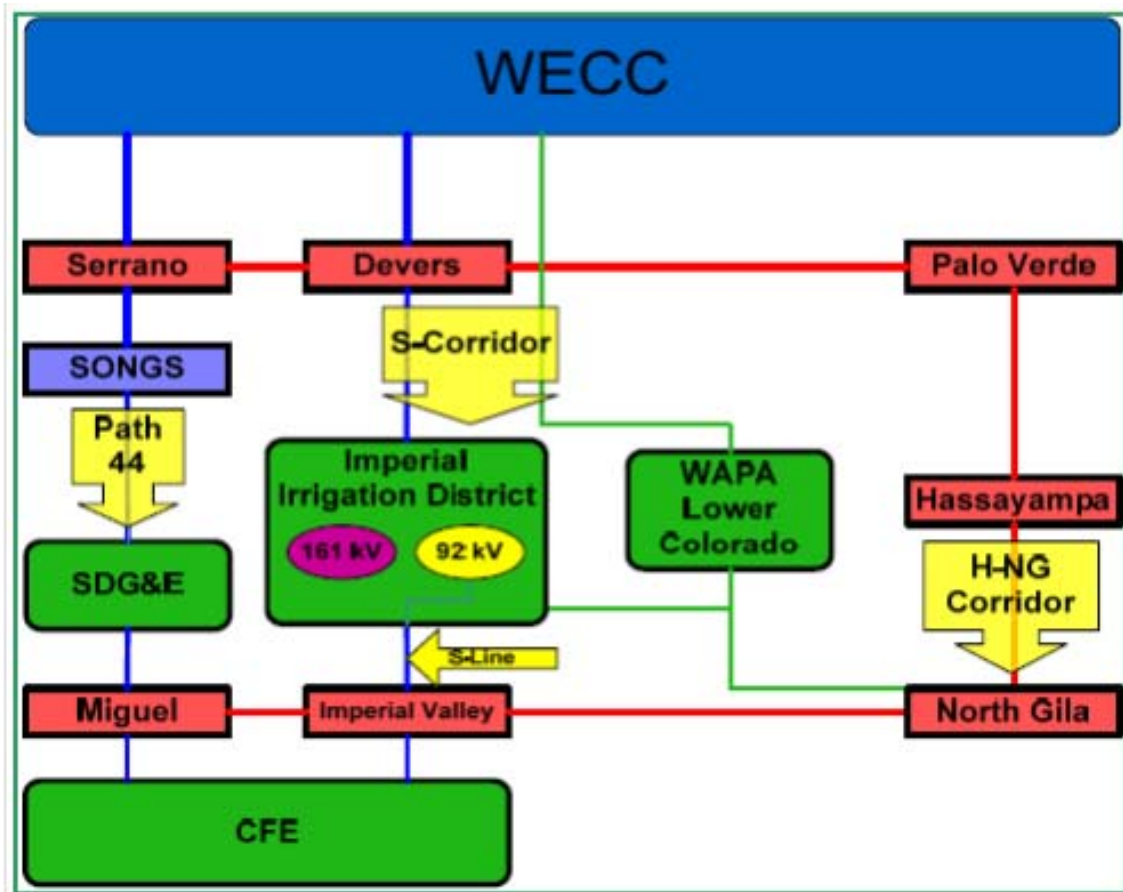 WECC
Serrano
Devers
Palo Verde
SONGS
S-Corridor
Path
44
Imperial
Irrigation District
161 kV
92 kV
WAPA
Lower
Colorado
Hassayampa
SDG&E
H-NG
Corridor
S-Line
Miguel
Imperial Valley
North Gila
CFE